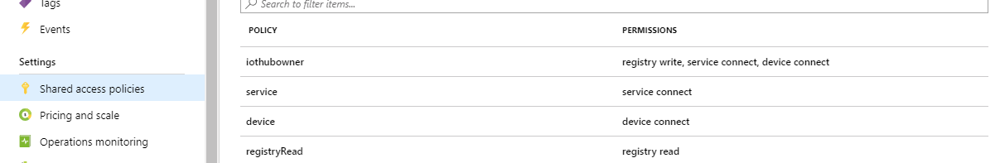 Tags
Events
Settings
Shared access policies
Pricing and scale
Operations monitoring
Search to filter items...
POLICY PERMISSIONS
iothubowner registry write, service connect, device connect
service service connect
device device connect
registryRead registry read